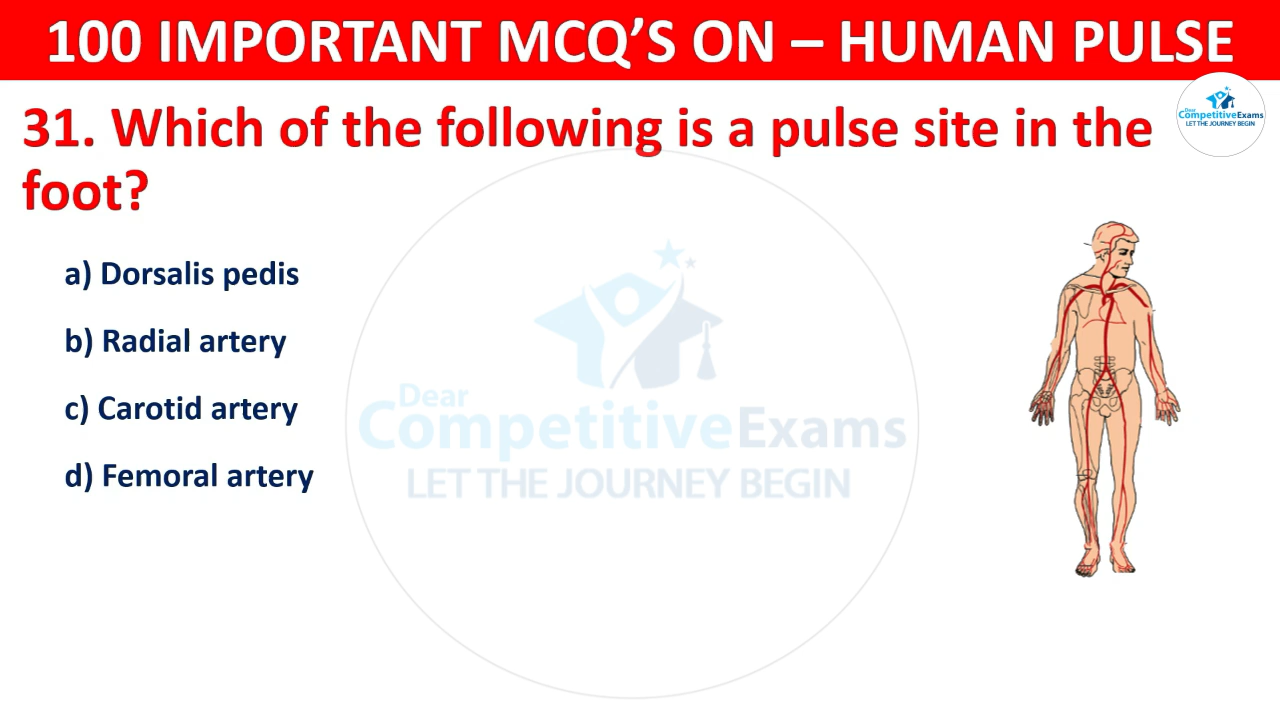 100 IMPORTANT MCQ’S ON – HUMAN PULSE
Dear
CompetitiveExams
LET THE JOURNEY BEGIN
31. Which of the following is a pulse site in the
foot?
a) Dorsalis pedis
b) Radial artery
c) Carotid artery
d) Femoral artery
Dear
CompetitiveExams
LET THE JOURNEY BEGIN